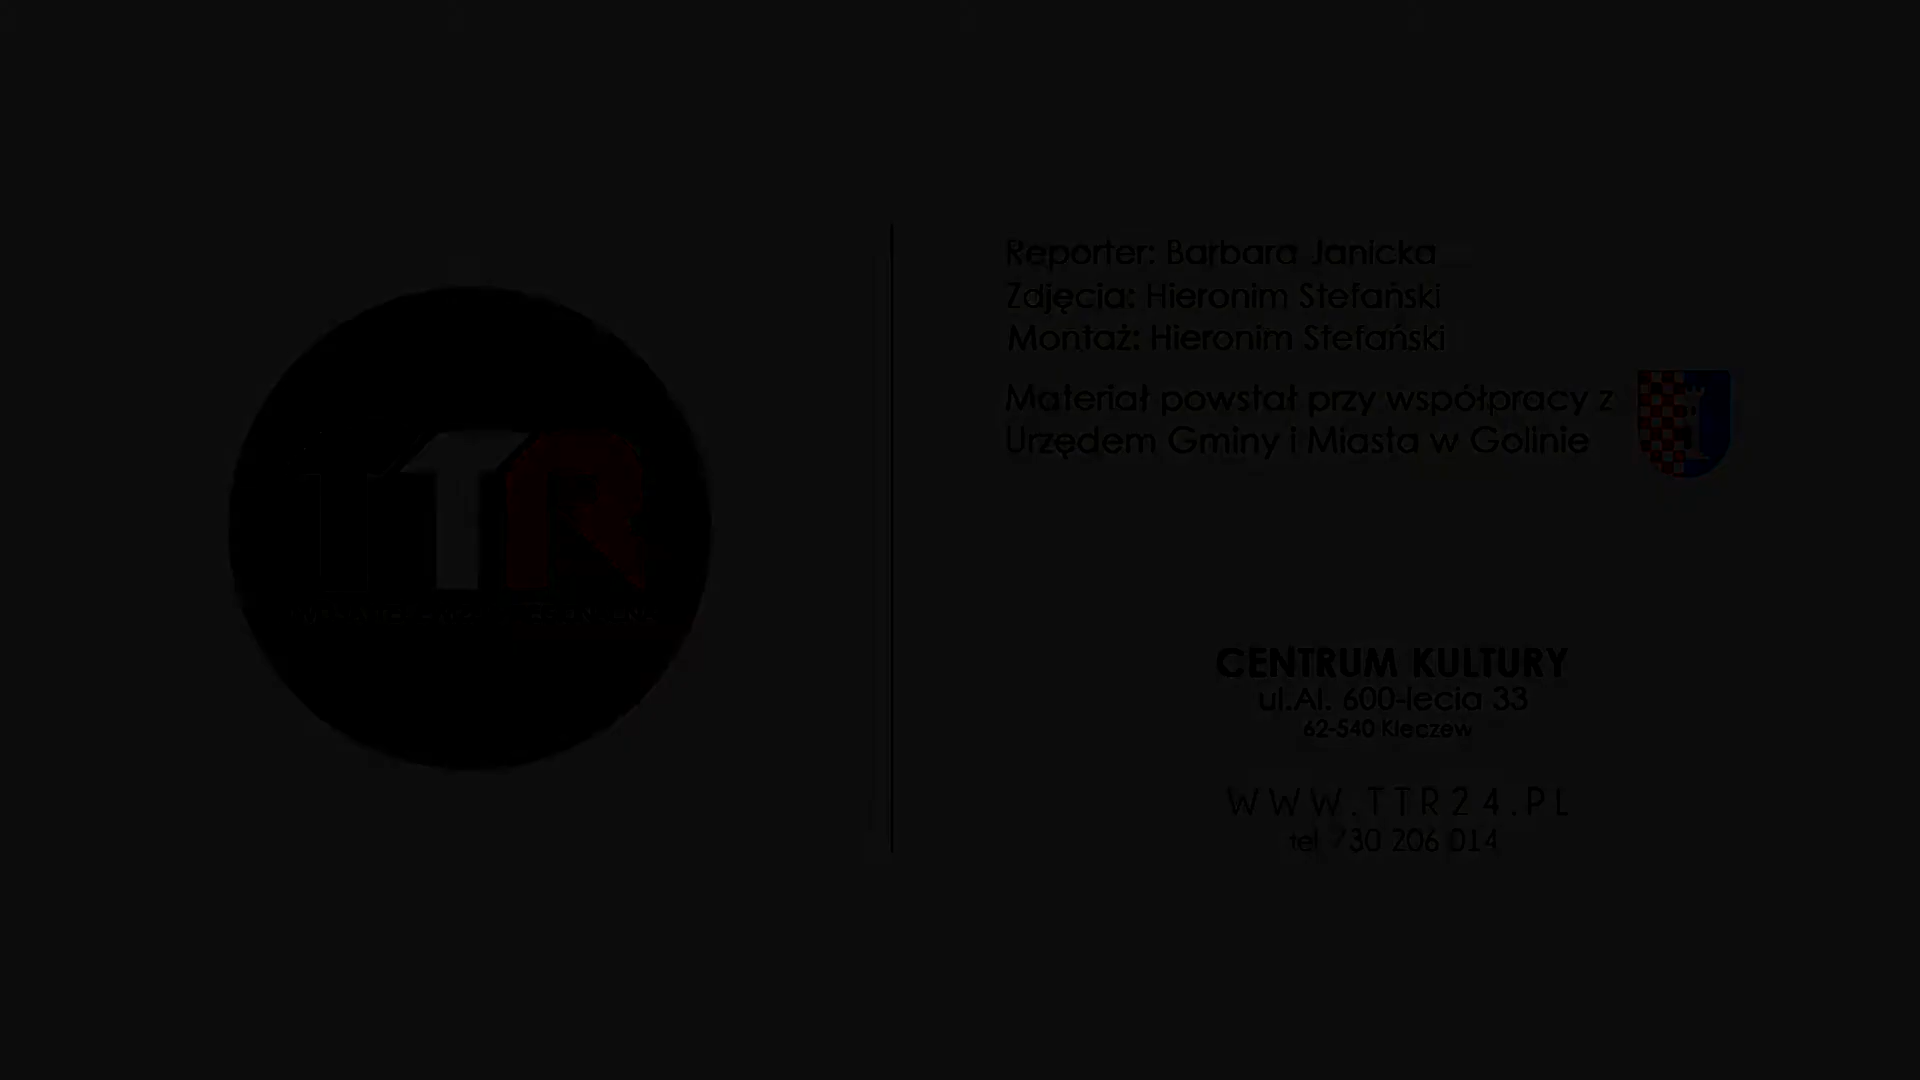 TTR
Reporter: Barbara Janicka
Zdjęcia: Hieronim Stefański
Montaż: Hieronim Stefański
Materiał powstał przy współpracy z
Urzędem Gminy i Miasta w Golinie
CENTRUM KULTURY
ul.Al. 600-lecia 33
62-540 Kleczew
WWW.TTR24.PL
tel 730 206 014